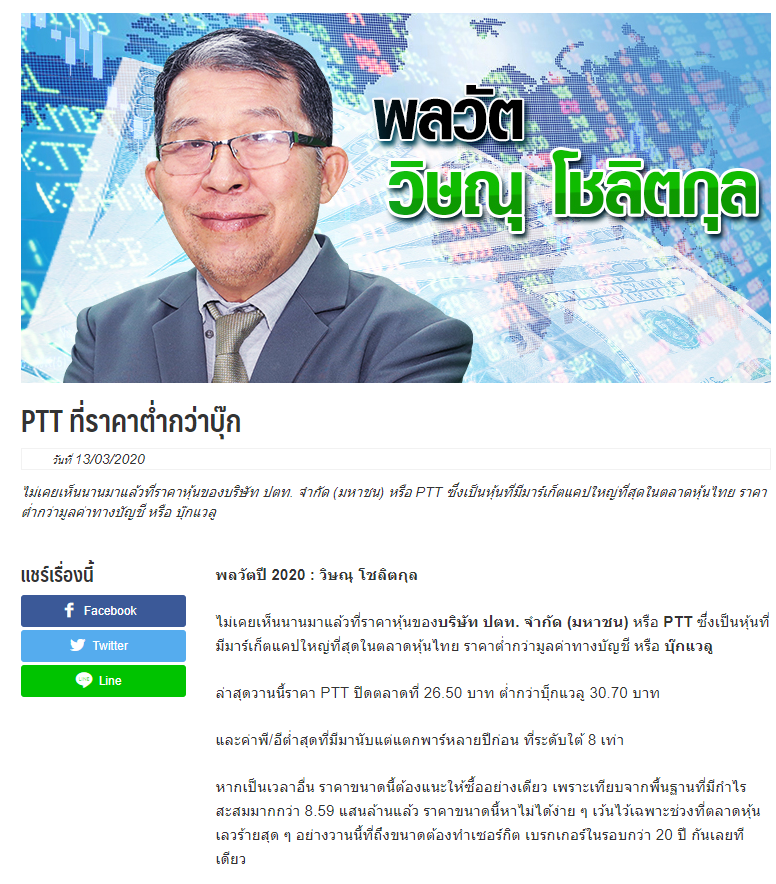 พลวัต
วิษณุ โชลิตกุล
PTT ที่ราคาต่ำกว่าบุ๊ก
วันที่ 13/03/2020
ไม่เคยเห็นนานมาแล้วที่ราคาหุ้นของบริษัท ปตท. จำกัด (มหาชน) หรือ PTT ซึ่งเป็นหุ้นที่มีมาร์เก็ตแคปใหญ่ที่สุดในตลาดหุ้นไทย ราคา
ต่ำกว่ามูลค่าทางบัญชี หรือ บุ๊กแวลู
แชร์เรื่องนี้
Facebook
Twitter
Line
พลวัตปี 2020 : วิษณุ โชลิตกุล
ไม่เคยเห็นนานมาแล้วที่ราคาหุ้นของบริษัท ปตท. จำกัด (มหาชน) หรือ PTT ซึ่งเป็นหุ้นที่
มีมาร์เก็ตแคปใหญ่ที่สุดในตลาดหุ้นไทย ราคาต่ำกว่ามูลค่าทางบัญชี หรือ บุ๊กแวลู
ล่าสุดวานนี้ราคา PTT ปิดตลาดที่ 26.50 บาท ต่ำกว่าบุ๊กแวลู 30.70 บาท
และค่าพี/อีต่ำสุดที่มีมานับแต่แตกพาร์หลายปีก่อน ที่ระดับใต้ 8 เท่า
หากเป็นเวลาอื่น ราคาขนาดนี้ต้องแนะให้ซื้ออย่างเดียว เพราะเทียบจากพื้นฐานที่มีกำไร
สะสมมากกว่า 8.59 แสนล้านแล้ว ราคาขนาดนี้หาไม่ได้ง่าย ๆ เว้นไว้เฉพาะช่วงที่ตลาดหุ้น
เลวร้ายสุด ๆ อย่างวานนี้ที่ถึงขนาดต้องทำเซอร์กิต เบรกเกอร์ในรอบกว่า 20 ปี กันเลยที
เดียว